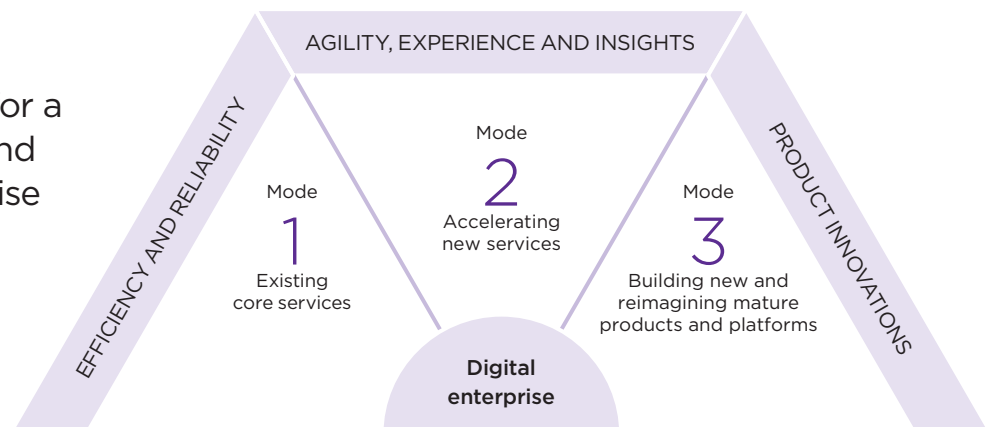 or a
nd
ise
AGILITY, EXPERIENCE AND INSIGHTS
EFFICIENCY AND RELIABILITY
PRODUCT INNOVATIONS
Mode
1
Existing
core services
Mode
2
Accelerating
new services
Mode
3
Building new and
reimagining mature
products and platforms
Digital
enterprise